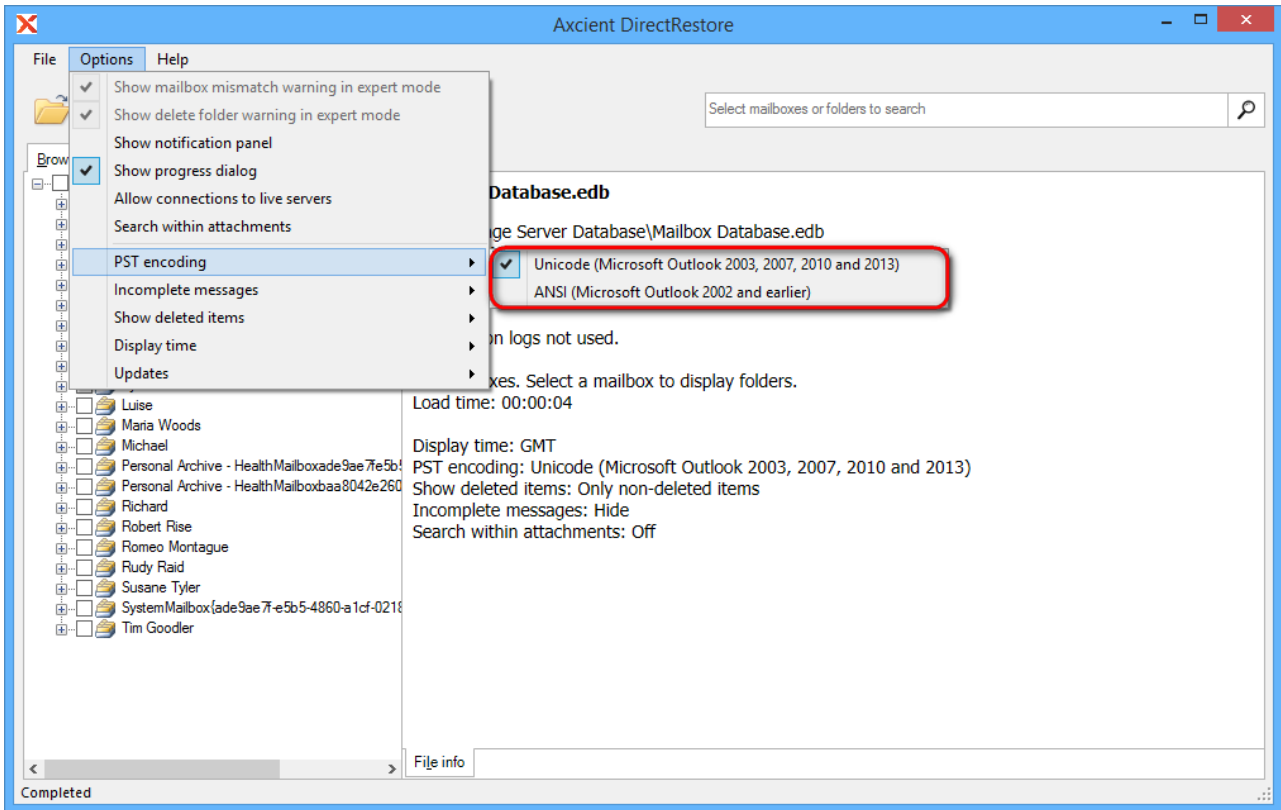 Axcient DirectRestore
File Options Help
Show mailbox mismatch warning in expert mode
Show delete folder warning in expert mode
Show notification panel
Show progress dialog
Allow connections to live servers
Search within attachments
PST encoding
Incomplete messages
Show deleted items
Display time
Updates
Unicode (Microsoft Outlook 2003, 2007, 2010 and 2013)
ANSI (Microsoft Outlook 2002 and earlier)
Select mailboxes or folders to search
Brow
Luise
Maria Woods
Michael
Personal Archive - HealthMailboxade9ae7fe5b5
Personal Archive - HealthMailboxbaa8042e260
Richard
Robert Rise
Romeo Montague
Rudy Raid
Susane Tyler
SystemMailbox{ade9ae7f-e5b5-4860-a1cf-0218
Tim Goodler
Database.edb
ge Server Database\Mailbox Database.edb
n logs not used.
xes. Select a mailbox to display folders.
Load time: 00:00:04
Display time: GMT
PST encoding: Unicode (Microsoft Outlook 2003, 2007, 2010 and 2013)
Show deleted items: Only non-deleted items
Incomplete messages: Hide
Search within attachments: Off
File info
Completed